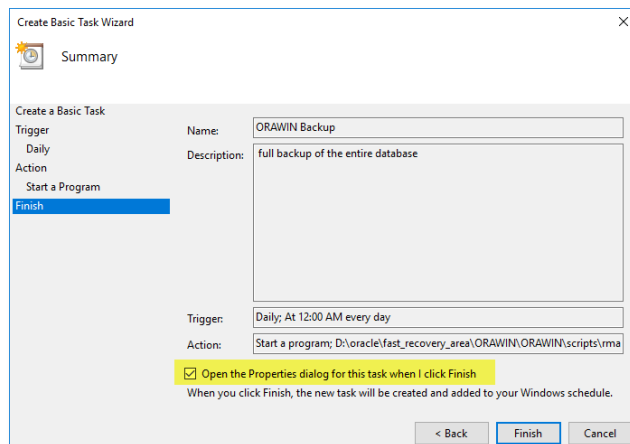 Create Basic Task Wizard
Summary
Create a Basic Task
Trigger
Daily
Action
Start a Program
Finish
Name:
ORAWIN Backup
Description:
full backup of the entire database
Trigger:
Daily; At 12:00 AM every day
Action:
Start a program; D:\oracle\fast_recovery_area\ORAWIN\ORAWIN\scripts\rma
Open the Properties dialog for this task when I click Finish
When you click Finish, the new task will be created and added to your Windows schedule.
< Back
Finish
Cancel